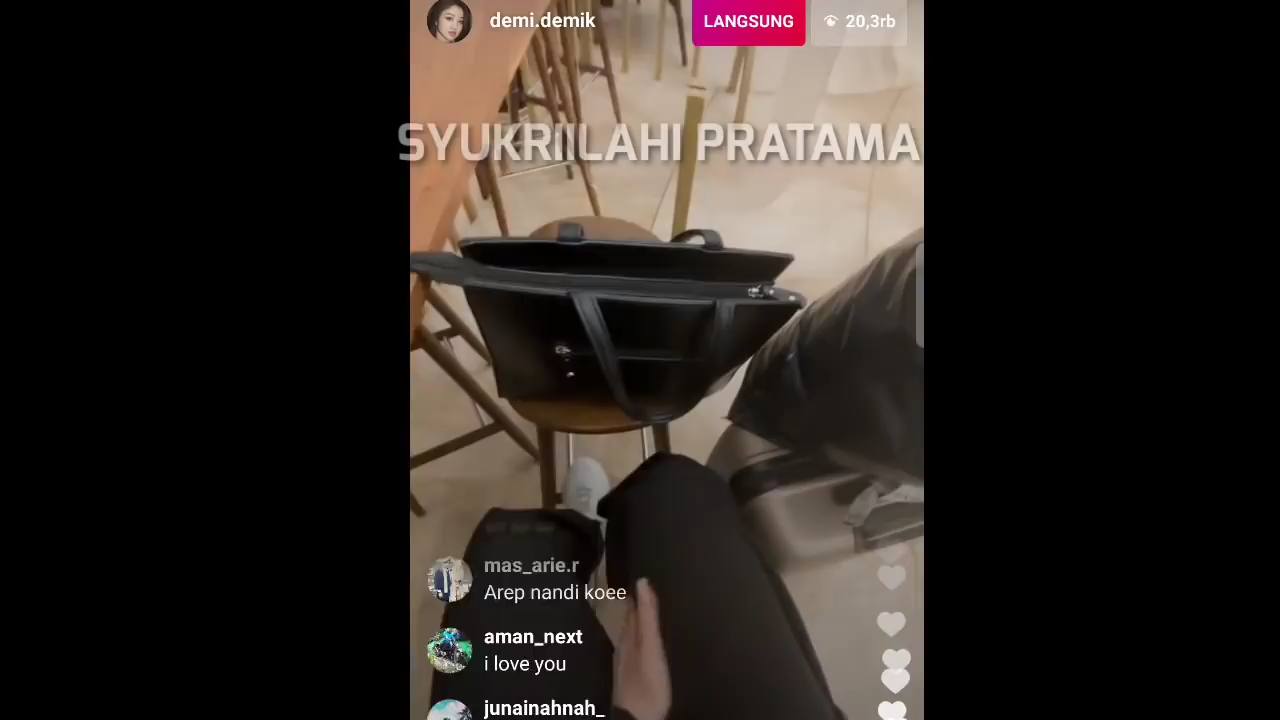 demi.demik
LANGSUNG
20,3rb
SYUKRIILAHI PRATAMA
mas_arie.r
Arep nandi koee
aman_next
i love you
junainahnah_